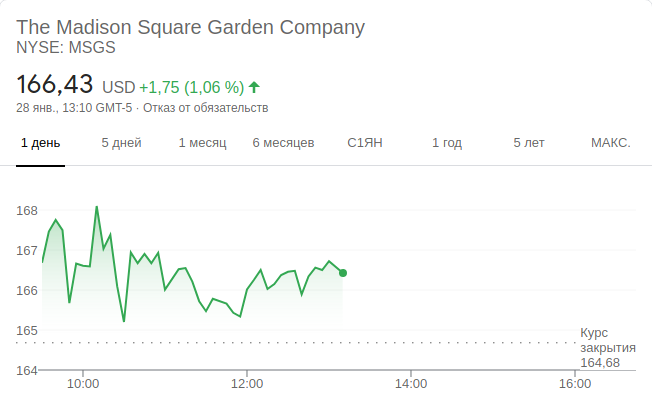 The Madison Square Garden Company
NYSE: MSGS
166,43 USD +1,75 (1,06 %)
28 янв., 13:10 GMT-5 · Отказ от обязательств
1 день 5 дней 1 месяц 6 месяцев С1ЯН 1 год 5 лет МАКС.
168
167
166
165
164
Курс
закрытия
164,68
10:00 12:00 14:00 16:00